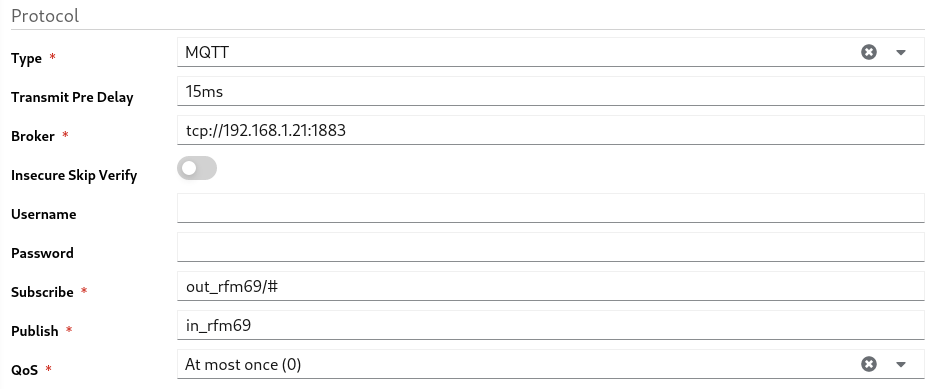 Protocol
Type * MQTT
Transmit Pre Delay 15ms
Broker * tcp://192.168.1.21:1883
Insecure Skip Verify
Username
Password
Subscribe * out_rfm69/#
Publish * in_rfm69
QoS * At most once (0)